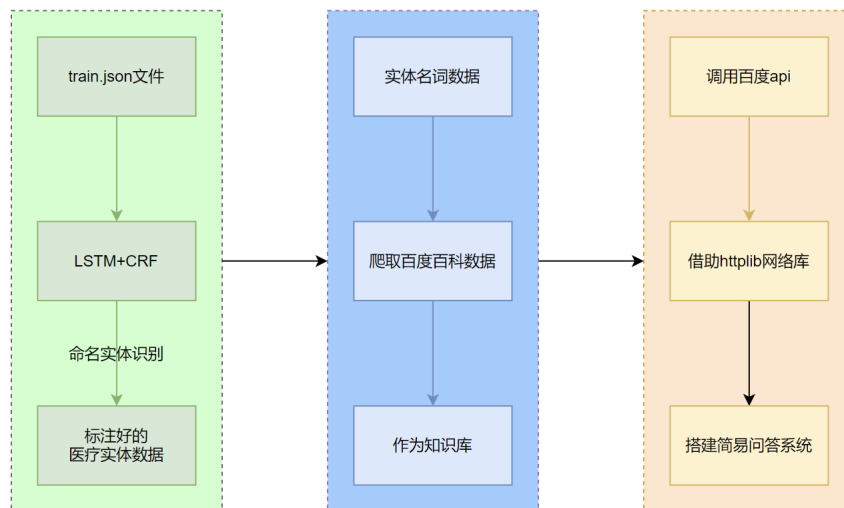 train.json文件
LSTM+CRF
命名实体识别
标注好的
医疗实体数据
实体名词数据
爬取百度百科数据
作为知识库
调用百度api
借助httplib网络库
搭建简易问答系统